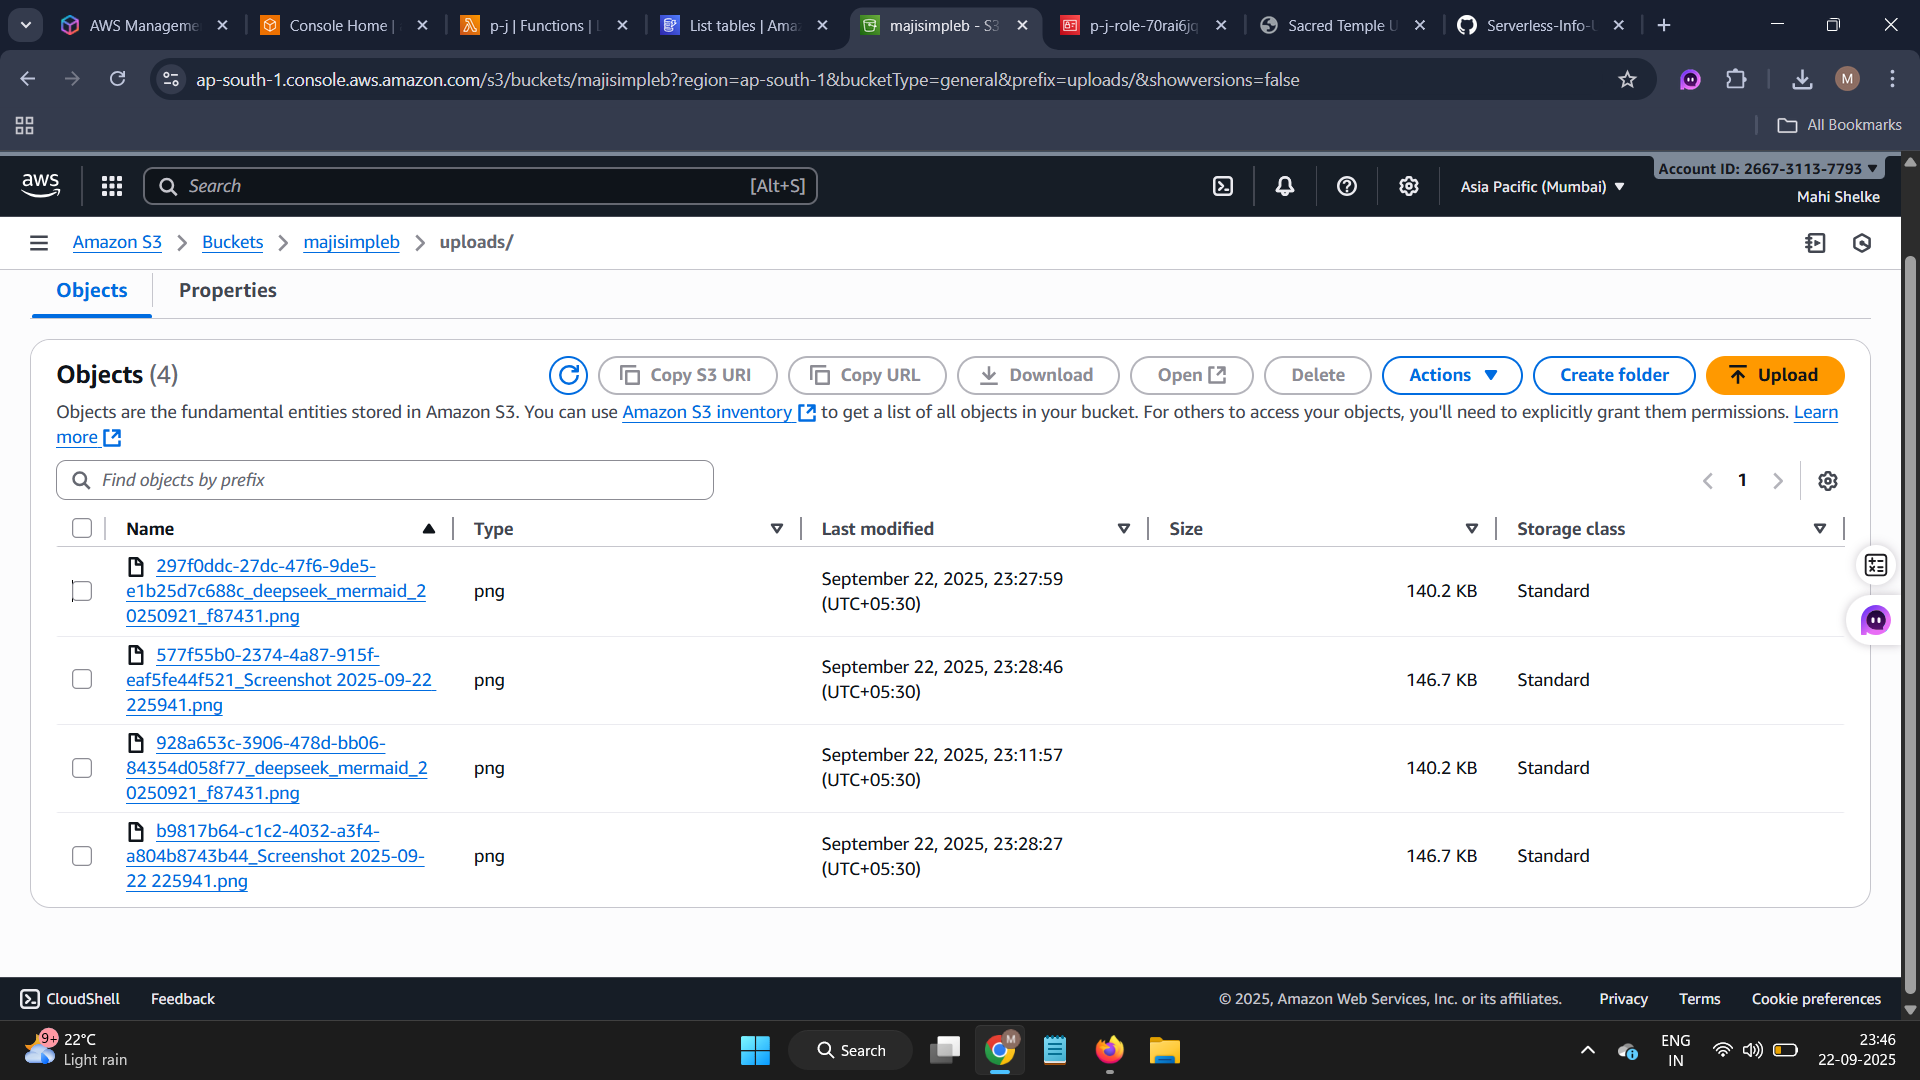 AWS Manageme
Console Home |
p-j | Functions | L
List tables | Amaz
majisimpleb - S3
p-j-role-70rai6jq
Sacred Temple U
Serverless-Info-U
ap-south-1.console.aws.amazon.com/s3/buckets/majisimpleb?region=ap-south-1&bucketType=general&prefix=uploads/&showversions=false
M
All Bookmarks
aws
Search
[Alt+S]
Asia Pacific (Mumbai)
Account ID: 2667-3113-7793
Mahi Shelke
Amazon S3
Buckets
majisimpleb
uploads/
Objects
Properties
Objects (4)
Copy S3 URI
Copy URL
Download
Open
Delete
Actions
Create folder
Upload
Objects are the fundamental entities stored in Amazon S3. You can use Amazon S3 inventory to get a list of all objects in your bucket. For others to access your objects, you'll need to explicitly grant them permissions. Learn
more
Find objects by prefix
1
Name
Type
Last modified
Size
Storage class
297f0ddc-27dc-47f6-9de5-
e1b25d7c688c_deepseek_mermaid_2
0250921_f87431.png
png
September 22, 2025, 23:27:59
(UTC+05:30)
140.2 KB
Standard
577f55b0-2374-4a87-915f-
eaf5fe44f521_Screenshot 2025-09-22
225941.png
png
September 22, 2025, 23:28:46
(UTC+05:30)
146.7 KB
Standard
928a653c-3906-478d-bb06-
84354d058f77_deepseek_mermaid_2
0250921_f87431.png
png
September 22, 2025, 23:11:57
(UTC+05:30)
140.2 KB
Standard
b9817b64-c1c2-4032-a3f4-
a804b8743b44_Screenshot 2025-09-
22 225941.png
png
September 22, 2025, 23:28:27
(UTC+05:30)
146.7 KB
Standard
CloudShell
Feedback
© 2025, Amazon Web Services, Inc. or its affiliates.
Privacy
Terms
Cookie preferences
9+
22°C
Light rain
Search
M
ENG
IN
23:46
22-09-2025